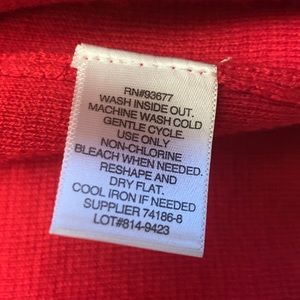 RN#93677
WASH INSIDE OUT.
MACHINE WASH COLD
GENTLE CYCLE.
USE ONLY
NON-CHLORINE
BLEACH WHEN NEEDED.
RESHAPE AND
DRY FLAT.
COOL IRON IF NEEDED
SUPPLIER 74186-8
LOT#814-9423